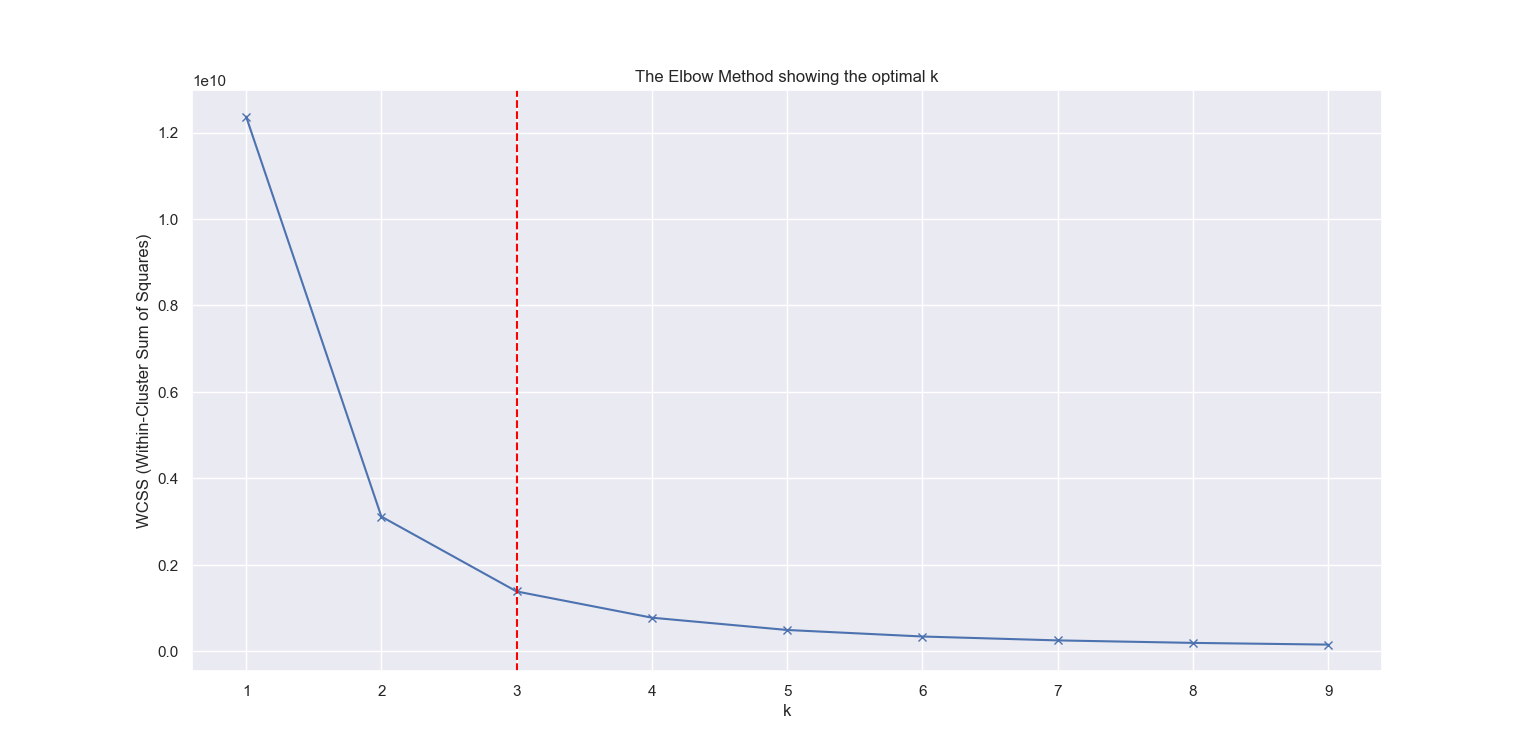 The Elbow Method showing the optimal k
1e10
1.2
1.0
0.8
0.6
0.4
0.2
0.0
WCSS (Within-Cluster Sum of Squares)
1 2 3 4 5 6 7 8 9
k